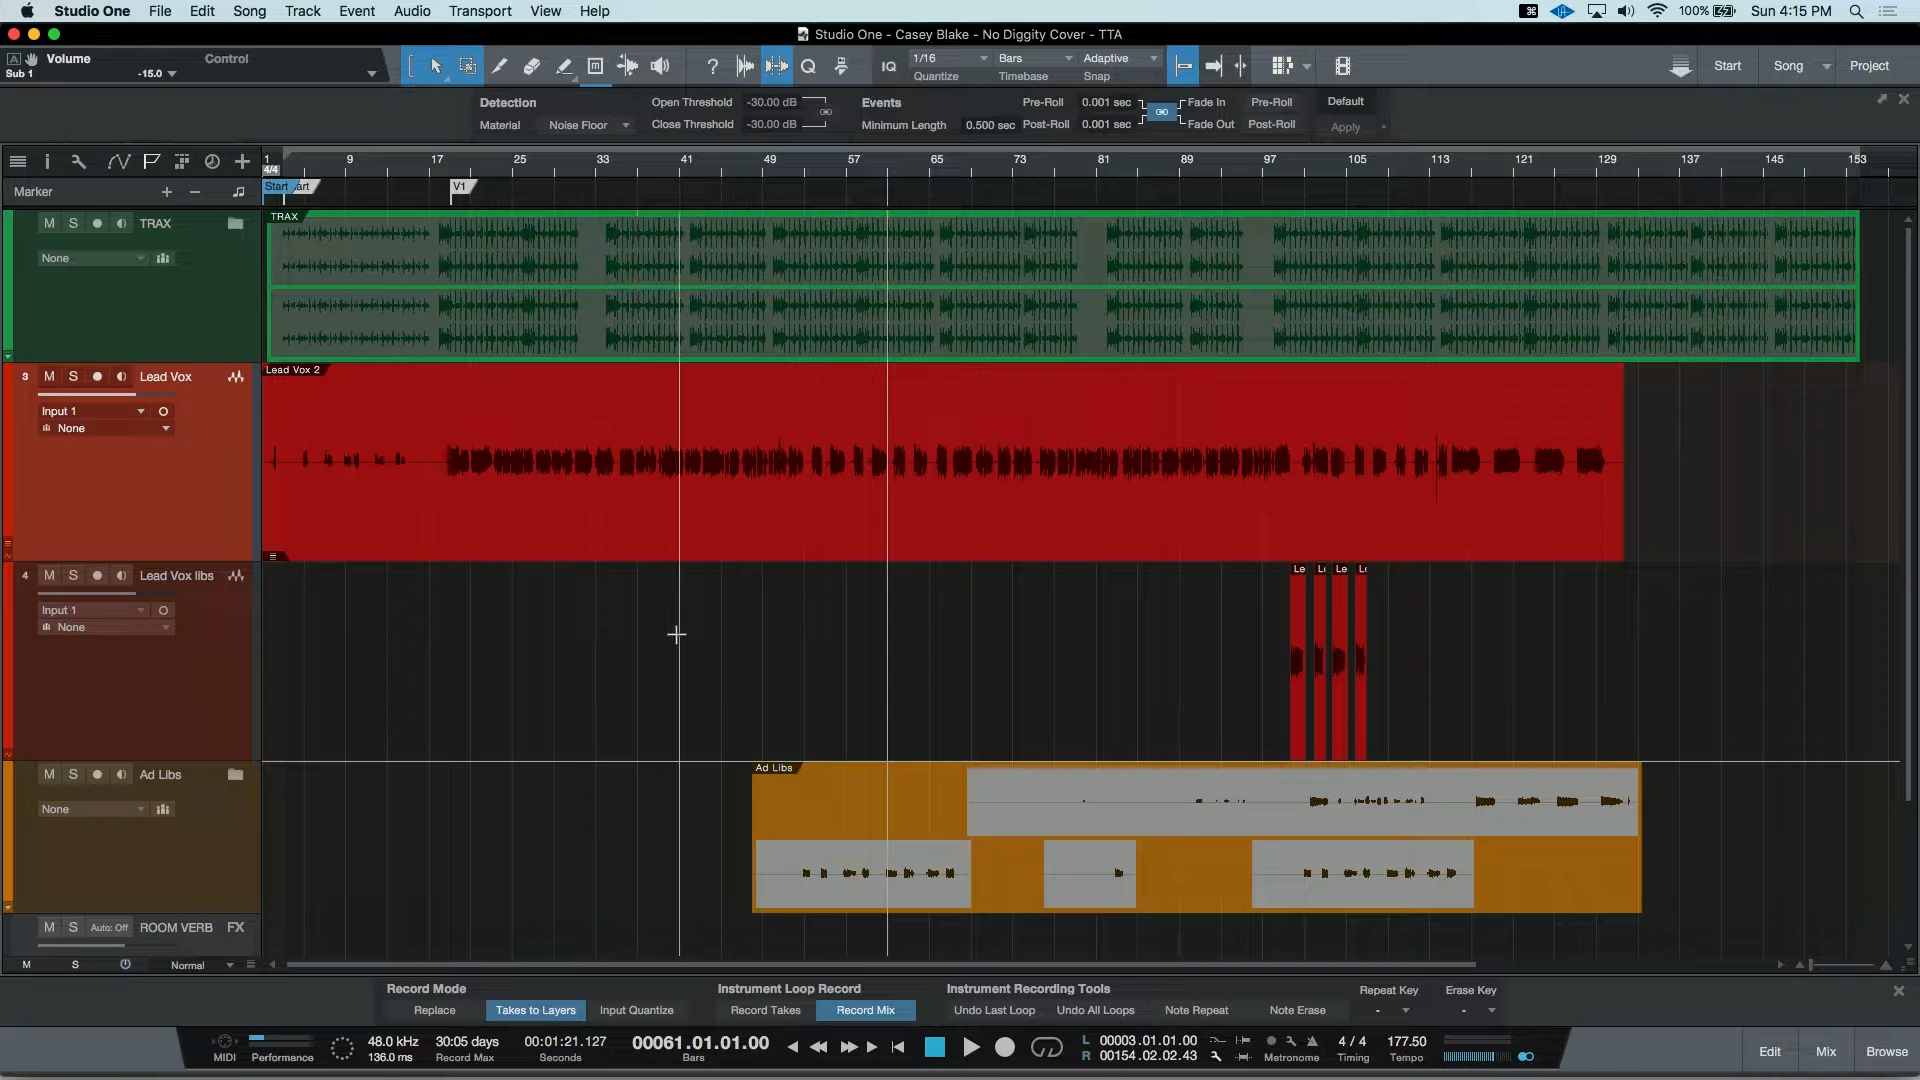 Studio One File Edit Song Track Event Audio Transport View Help 100% Sun 4:15 PM
Studio One - Casey Blake - No Diggity Cover - TTA
Volume Control
Sub 1 -15.0
IQ 1/16 Bars Adaptive
Quantize Timebase Snap
Start Song Project
Detection Open Threshold -30.00 dB Events Pre-Roll 0.001 sec Fade In Pre-Roll Default
Material Noise Floor Close Threshold -30.00 dB Minimum Length 0.500 sec Post-Roll 0.001 sec Fade Out Post-Roll Apply
1 9 17 25 33 41 49 57 65 73 81 89 97 105 113 121 129 137 145 153
4/4
Marker Start art V1
M S TRAX
None
TRAX
3 M S Lead Vox
Input 1
None
Lead Vox 2
4 M S Lead Vox libs
Input 1
None
Le L Le L
M S Ad Libs
None
Ad Libs
M S Auto: Off ROOM VERB FX
M S Normal
Record Mode Instrument Loop Record Instrument Recording Tools Repeat Key Erase Key
Replace Takes to Layers Input Quantize Record Takes Record Mix Undo Last Loop Undo All Loops Note Repeat Note Erase - -
48.0 kHz 30:05 days 00:01:21.127 00061.01.01.00 L 00003.01.01.00 4 / 4 177.50
MIDI Performance 136.0 ms Record Max Seconds Bars R 00154.02.02.43 Metronome Timing Tempo
Edit Mix Browse